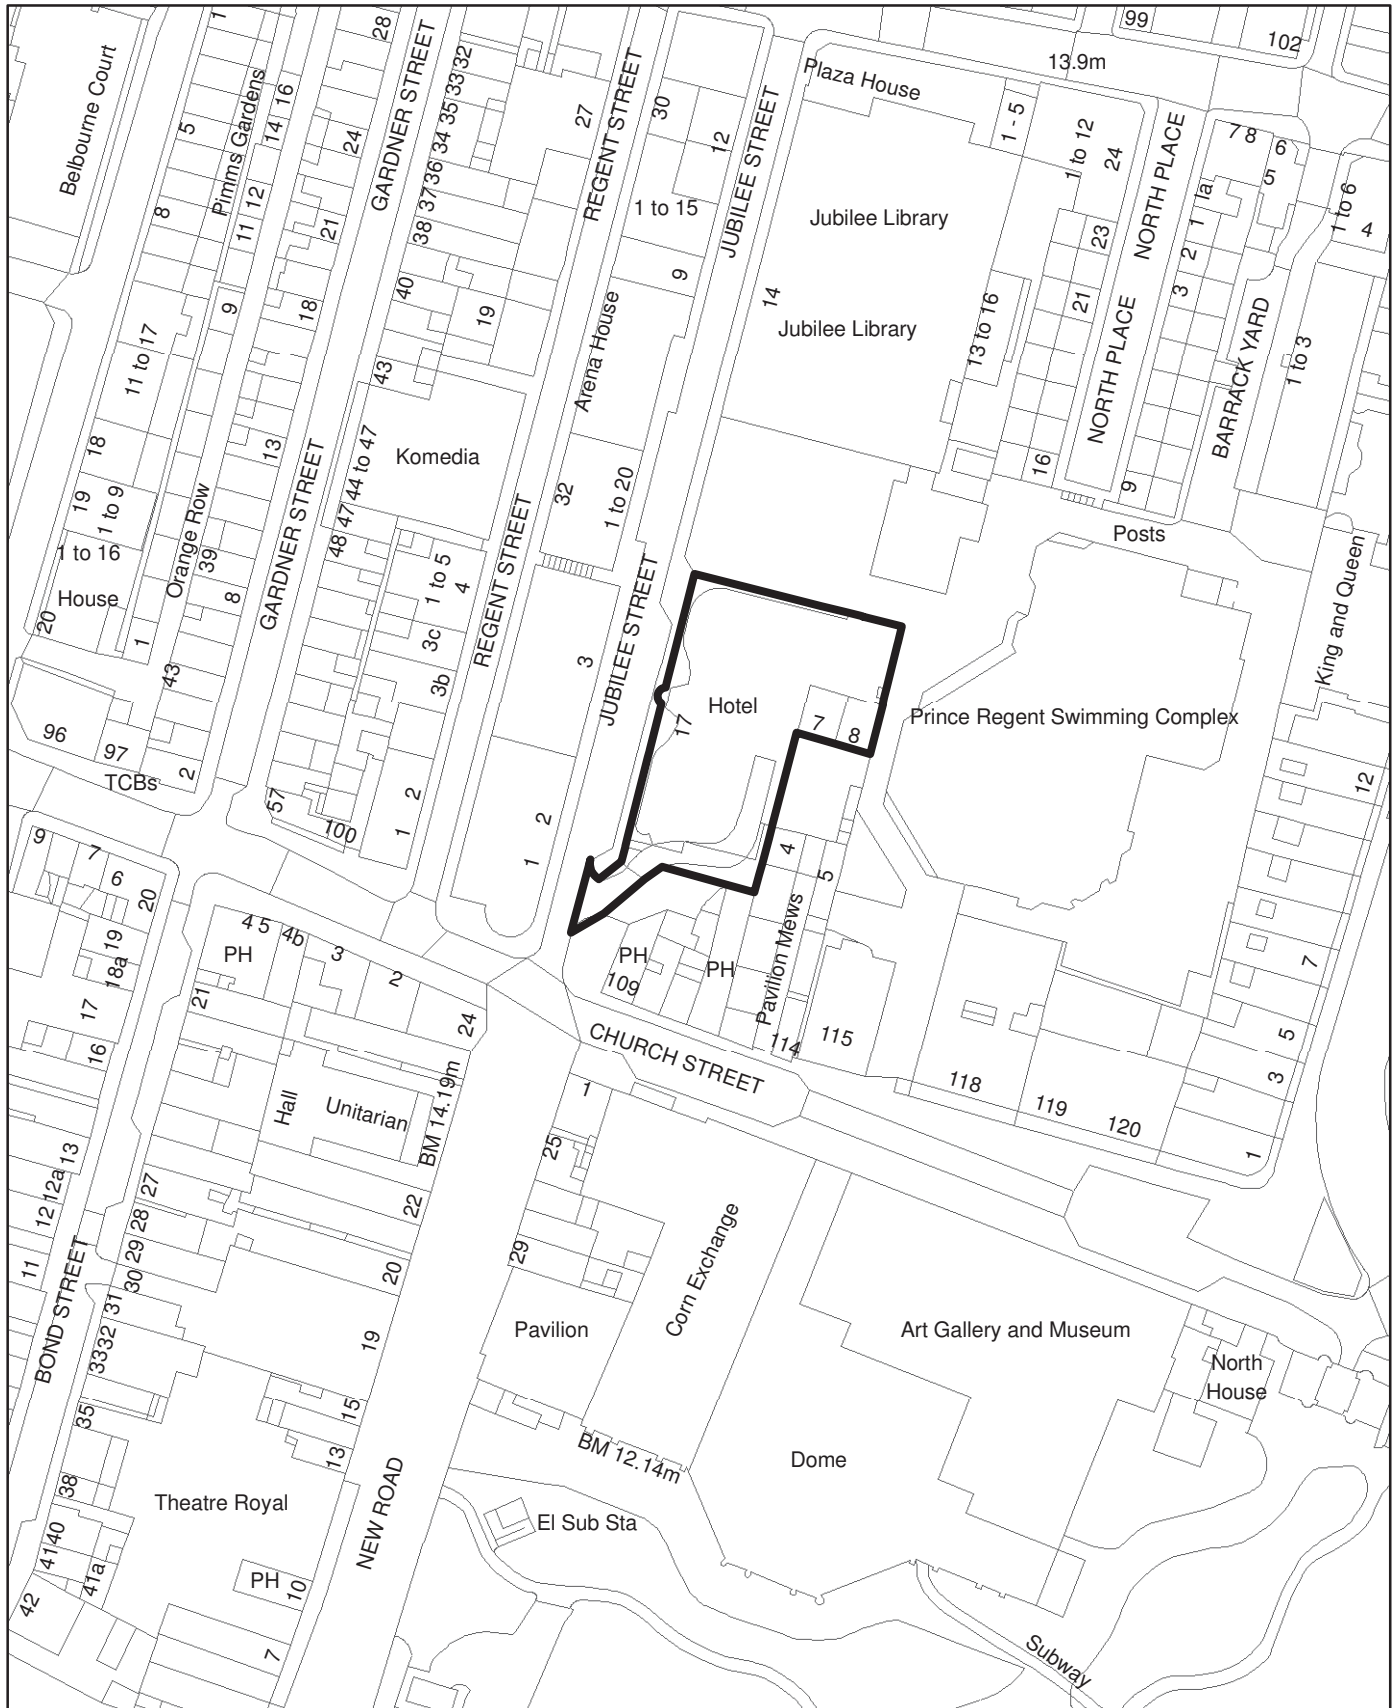 99
102
13.9m
Plaza House
1 - 5
1 to 12
24
NORTH PLACE
7 8
6
5
1a
1
2
3
1 to 6
4
Belbourne Court
1
5
8
Pimms Gardens
16
14
12
11
9
28
24
21
18
13
GARDNER STREET
32
33
35
34
36
37
38
40
43
19
27
REGENT STREET
30
12
1 to 15
9
JUBILEE STREET
14
Jubilee Library
Jubilee Library
13 to 16
23
21
16
NORTH PLACE
9
BARRACK YARD
1 to 3
Posts
King and Queen
11 to 17
18
19
1 to 9
1 to 16
House
20
1
Orange Row
39
8
43
GARDNER STREET
Komedia
44 to 47
47
48
1 to 5
4
3c
3b
REGENT STREET
Arena House
32
1 to 20
3
JUBILEE STREET
Hotel
17
7
8
Prince Regent Swimming Complex
12
7
5
3
1
96
97
TCBs
2
57
100
1
2
2
1
4
5
Pavilion Mews
PH
109
PH
114
115
118
119
120
CHURCH STREET
9
7
6
20
19
18a
17
16
13
12a
12
11
BOND STREET
4 5
4b
3
2
PH
21
24
Hall
Unitarian
BM 14.19m
22
20
19
15
13
27
28
29
30
31
32
33
35
38
40
41
41a
42
Theatre Royal
PH
10
7
NEW ROAD
1
25
29
Pavilion
Corn Exchange
Art Gallery and Museum
North
House
Dome
BM 12.14m
El Sub Sta
Subway